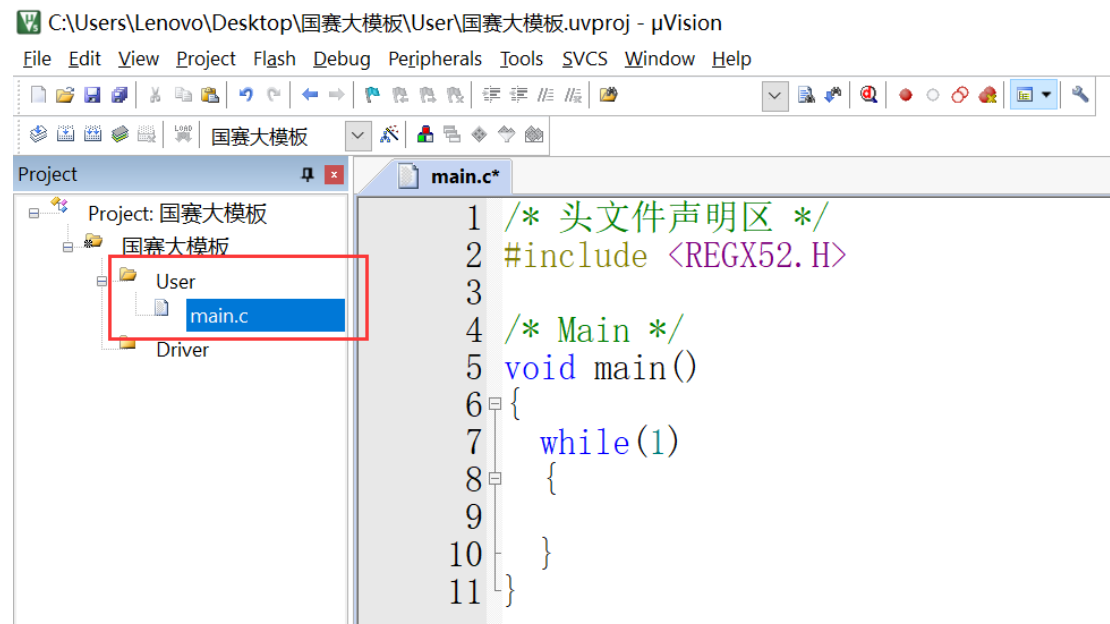 C:\Users\Lenovo\Desktop\国赛大模板\User\国赛大模板.uvproj - µVision
File Edit View Project Flash Debug Peripherals Tools SVCS Window Help
LOAD 国赛大模板
Project
main.c*
Project: 国赛大模板
国赛大模板
User
main.c
Driver
1 /* 头文件声明区 */
2 #include <REGX52.H>
3
4 /* Main */
5 void main()
6 {
7 while(1)
8 {
9
10 }
11 }